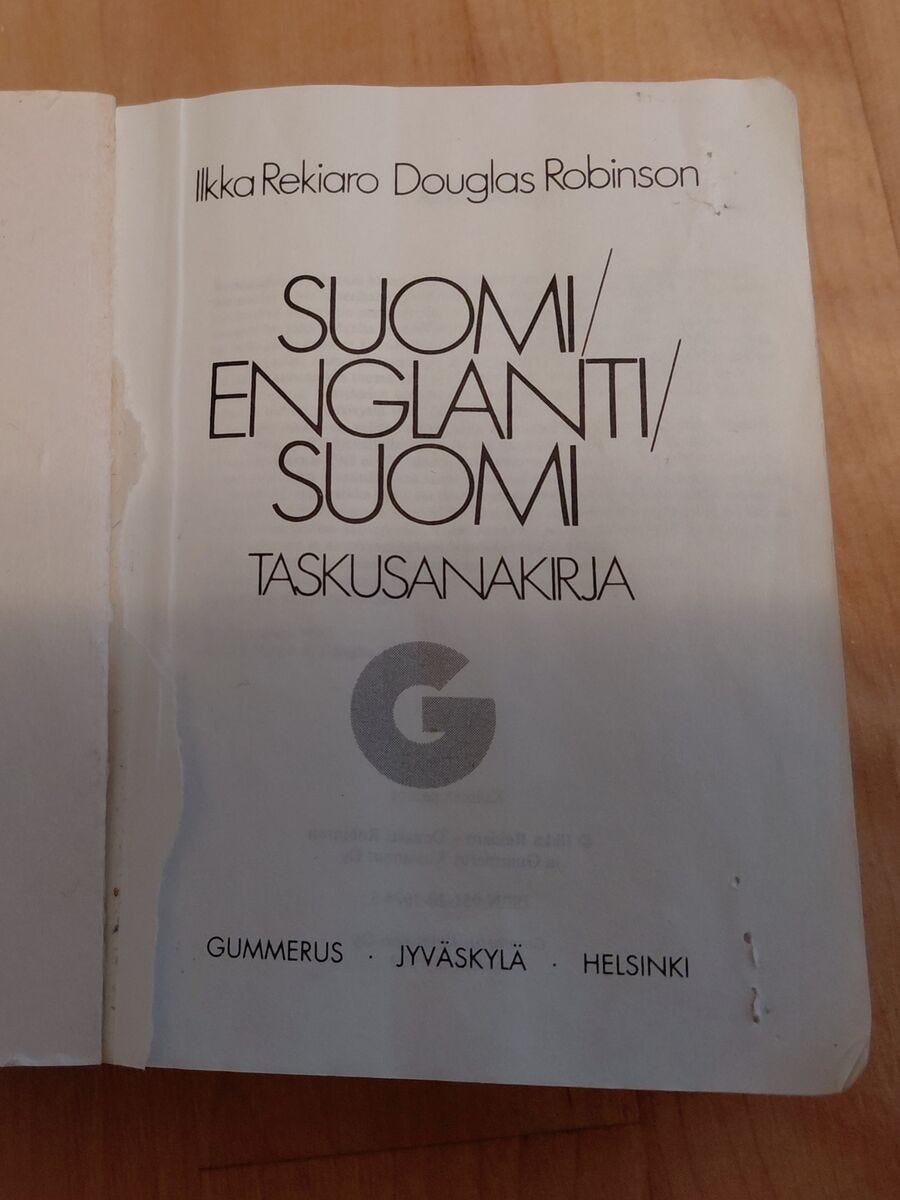 Ilkka Rekiaro Douglas Robinson
SUOMI/
ENGLANTI/
SUOMI
TASKUSANAKIRJA
G
GUMMERUS · JYVÄSKYLÄ · HELSINKI